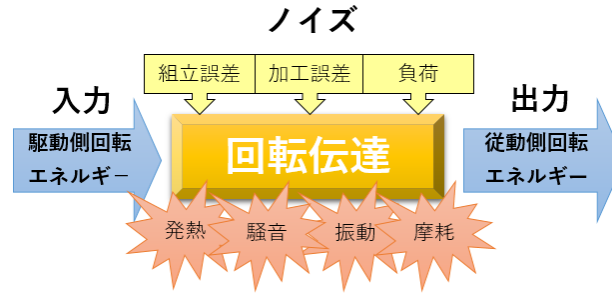 ノイズ
組立誤差
加工誤差
負荷
入力
駆動側回転
エネルギー
回転伝達
出力
従動側回転
エネルギー
発熱
騒音
振動
摩耗